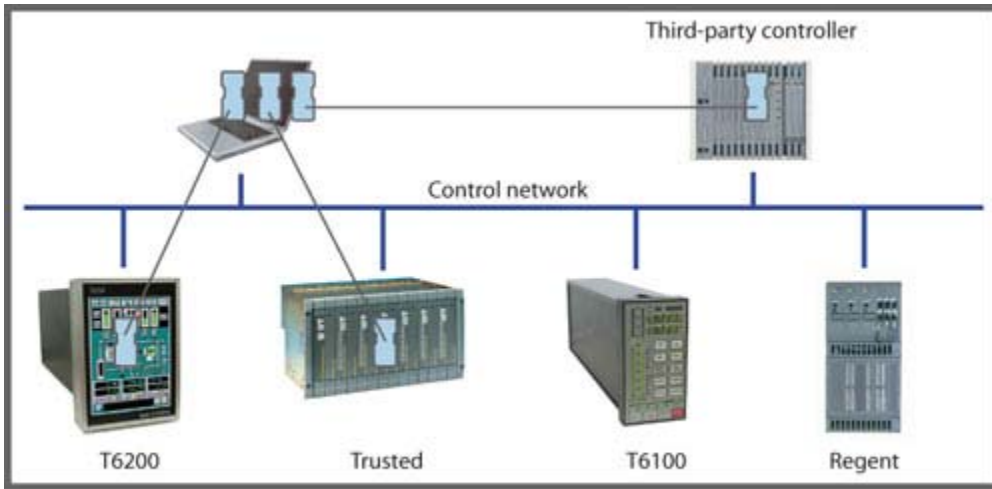 Third-party controller
Control network
T6200
Trusted
T6100
Regent